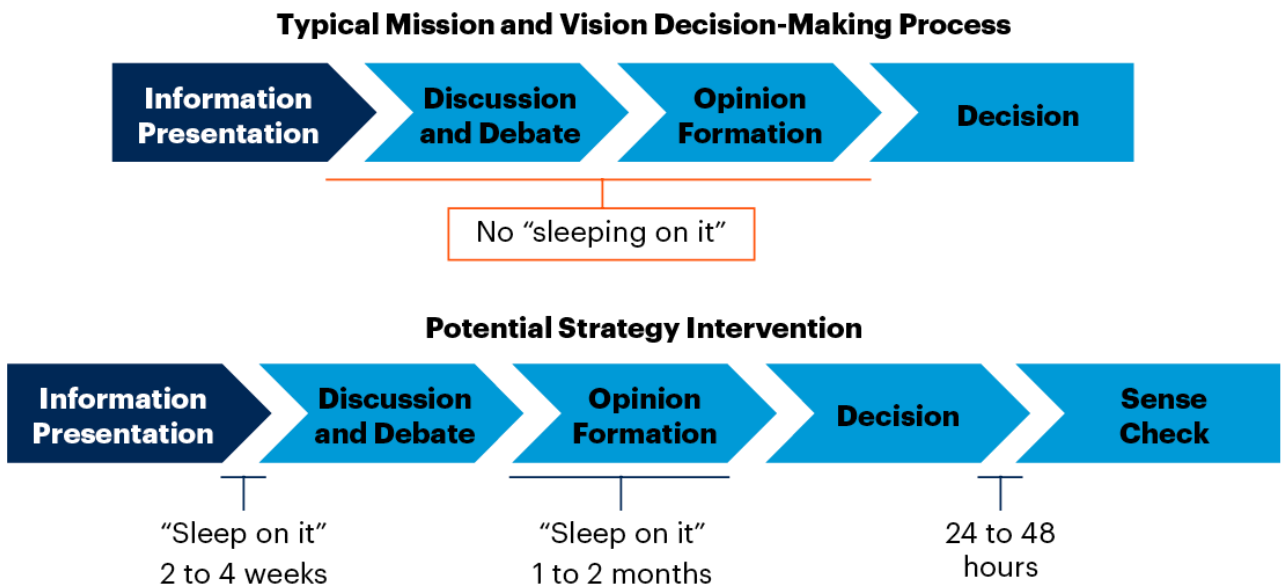 Typical Mission and Vision Decision-Making Process
Information
Presentation
Discussion
and Debate
Opinion
Formation
Decision
No “sleeping on it”
Potential Strategy Intervention
Information
Presentation
Discussion
and Debate
Opinion
Formation
Decision
Sense
Check
“Sleep on it”
2 to 4 weeks
“Sleep on it”
1 to 2 months
24 to 48
hours